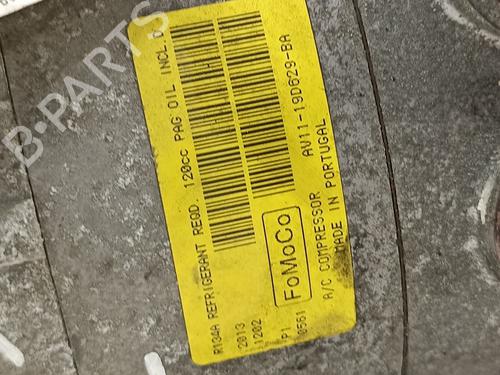 R134A REFRIGERANT REQD. 120cc PAG OIL INCL.D
2013
1202
P1
0561
FoMoCo
AV11-19D629-BA
A/C COMPRESSOR
MADE IN PORTUGAL
B-PARTS